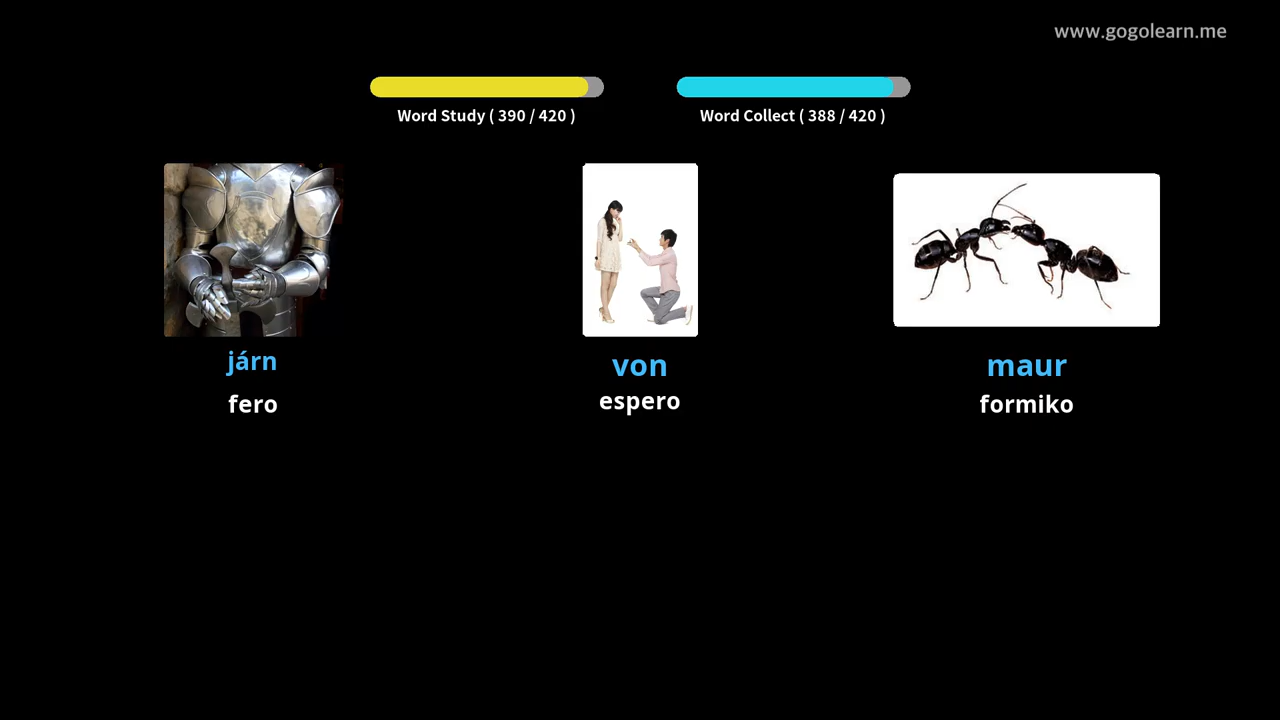 www.gogolearn.me
Word Study ( 390 / 420 )
Word Collect ( 388 / 420 )
járn
fero
von
espero
maur
formiko